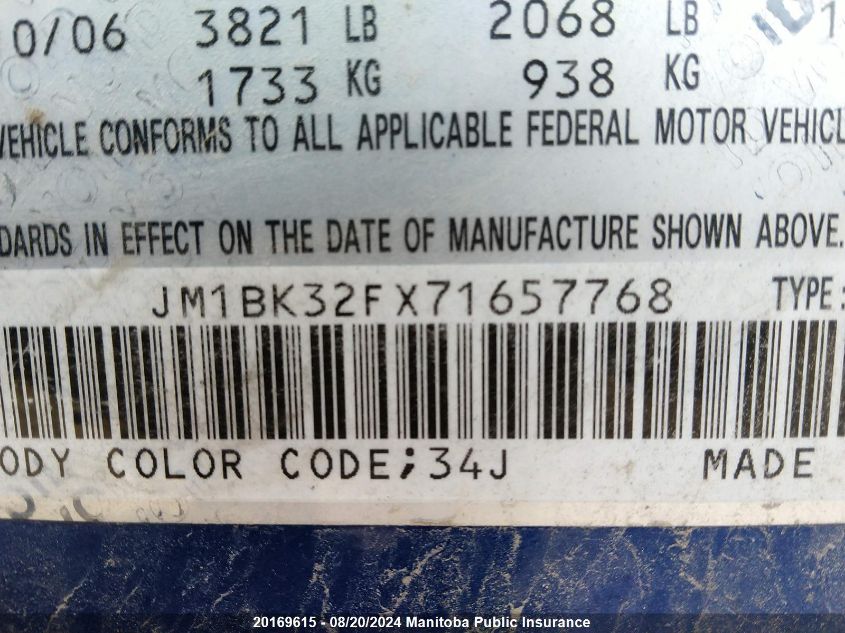 0/06 3821 LB 2068 LB 1
1733 KG 938 KG
VEHICLE CONFORMS TO ALL APPLICABLE FEDERAL MOTOR VEHICL
DARDS IN EFFECT ON THE DATE OF MANUFACTURE SHOWN ABOVE.
JM1BK32FX71657768 TYPE:
ODY COLOR CODE;34J MADE
20169615 - 08/20/2024 Manitoba Public Insurance